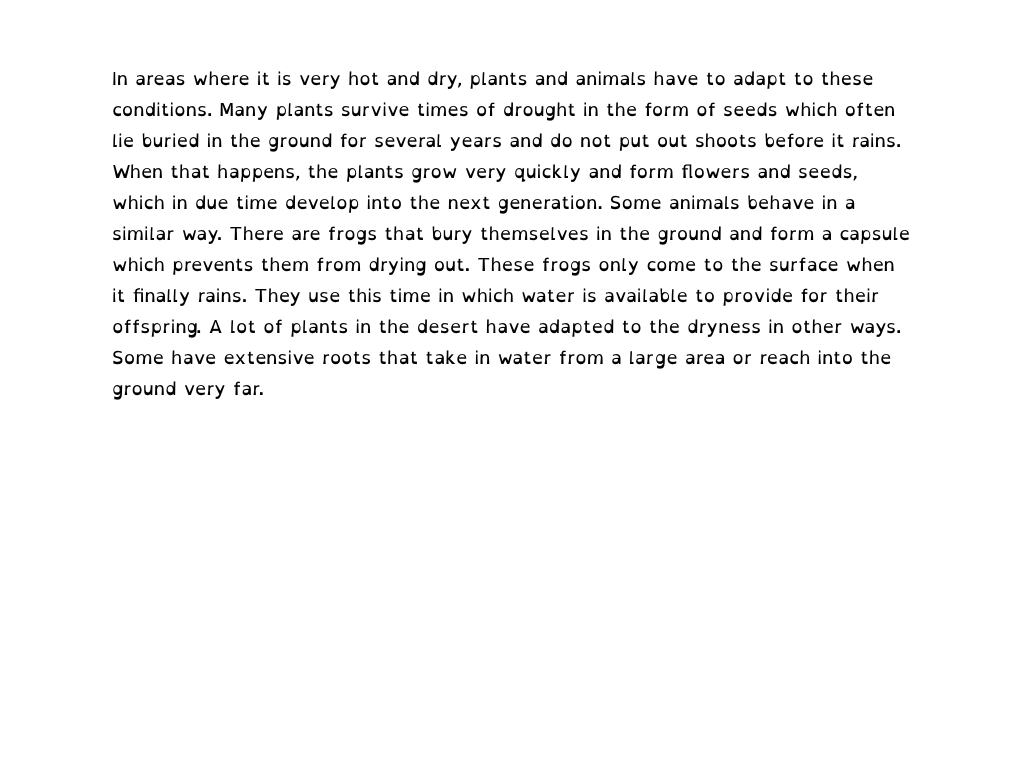 In areas where it is very hot and dry, plants and animals have to adapt to these
conditions. Many plants survive times of drought in the form of seeds which often
lie buried in the ground for several years and do not put out shoots before it rains.
When that happens, the plants grow very quickly and form flowers and seeds,
which in due time develop into the next generation. Some animals behave in a
similar way. There are frogs that bury themselves in the ground and form a capsule
which prevents them from drying out. These frogs only come to the surface when
it finally rains. They use this time in which water is available to provide for their
offspring. A lot of plants in the desert have adapted to the dryness in other ways.
Some have extensive roots that take in water from a large area or reach into the
ground very far.